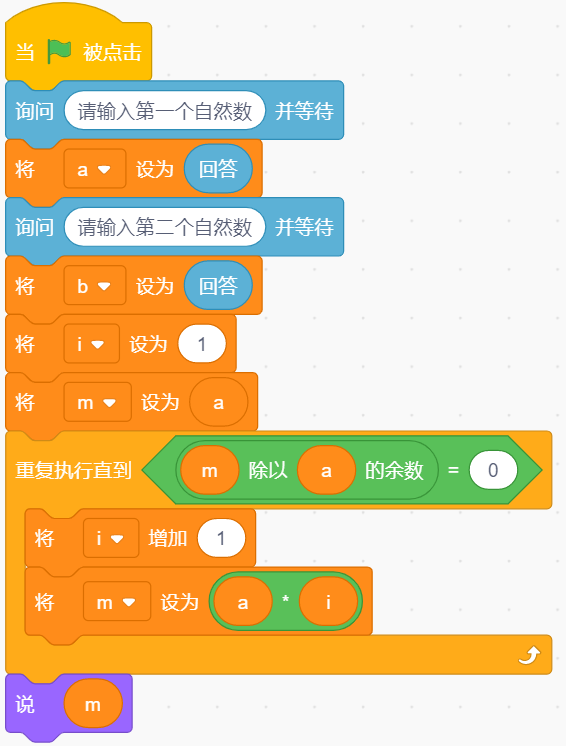 当 被点击
询问 请输入第一个自然数 并等待
将 a 设为 回答
询问 请输入第二个自然数 并等待
将 b 设为 回答
将 i 设为 1
将 m 设为 a
重复执行直到 m 除以 a 的余数 = 0
将 i 增加 1
将 m 设为 a * i
说 m